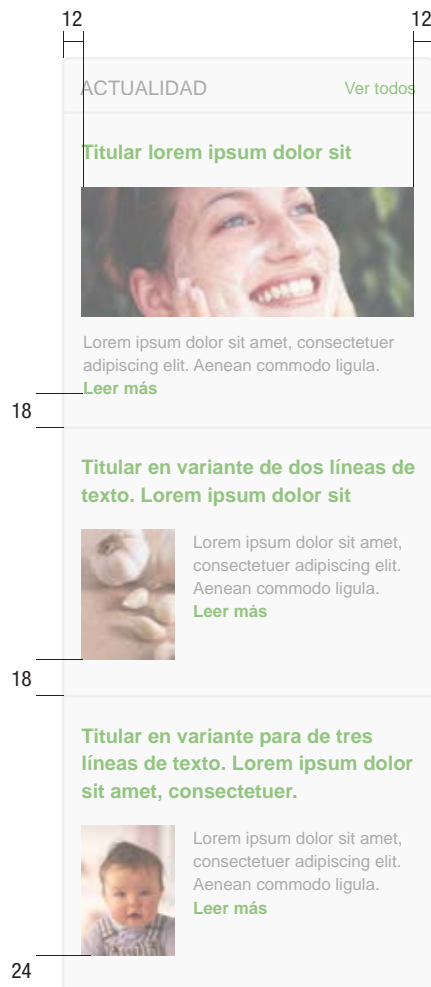 12 12
ACTUALIDAD Ver todos
Titular lorem ipsum dolor sit
Lorem ipsum dolor sit amet, consectetuer
adipiscing elit. Aenean commodo ligula.
Leer más
18
Titular en variante de dos líneas de
texto. Lorem ipsum dolor sit
Lorem ipsum dolor sit amet,
consectetuer adipiscing elit.
Aenean commodo ligula.
Leer más
18
Titular en variante para de tres
líneas de texto. Lorem ipsum dolor
sit amet, consectetuer.
Lorem ipsum dolor sit amet,
consectetuer adipiscing elit.
Aenean commodo ligula.
Leer más
24